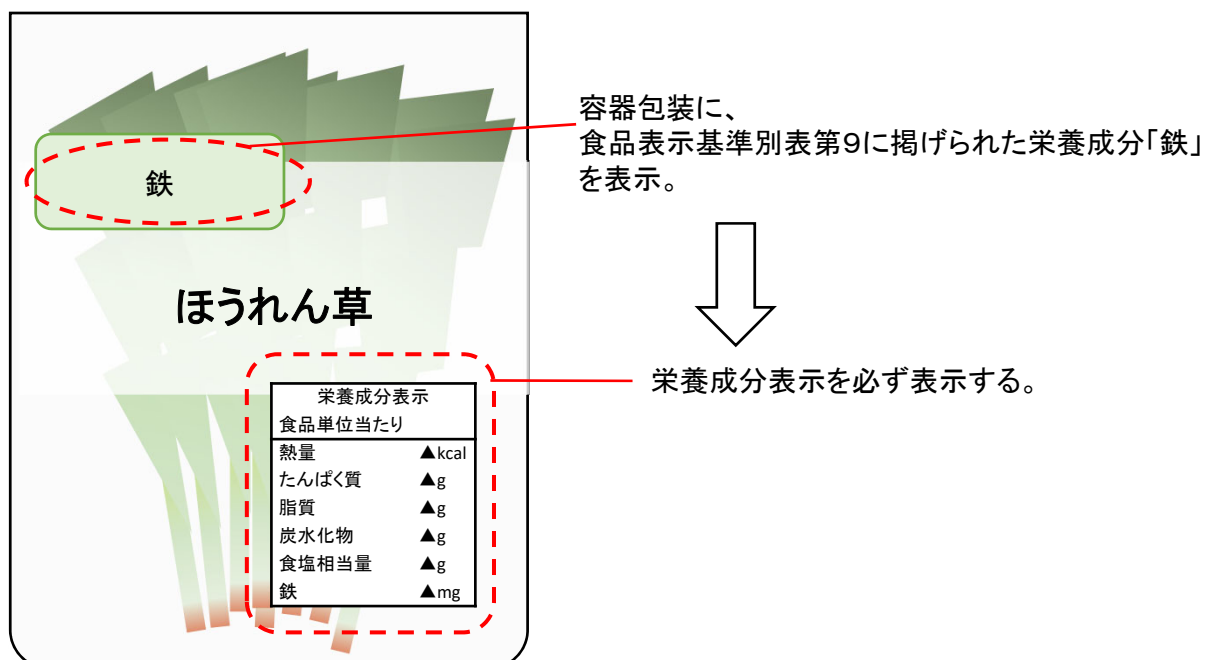 鉄
ほうれん草
栄養成分表示
食品単位当たり
熱量 ▲kcal
たんぱく質 ▲g
脂質 ▲g
炭水化物 ▲g
食塩相当量 ▲g
鉄 ▲mg
容器包装に、
食品表示基準別表第9に掲げられた栄養成分「鉄」
を表示。
栄養成分表示を必ず表示する。